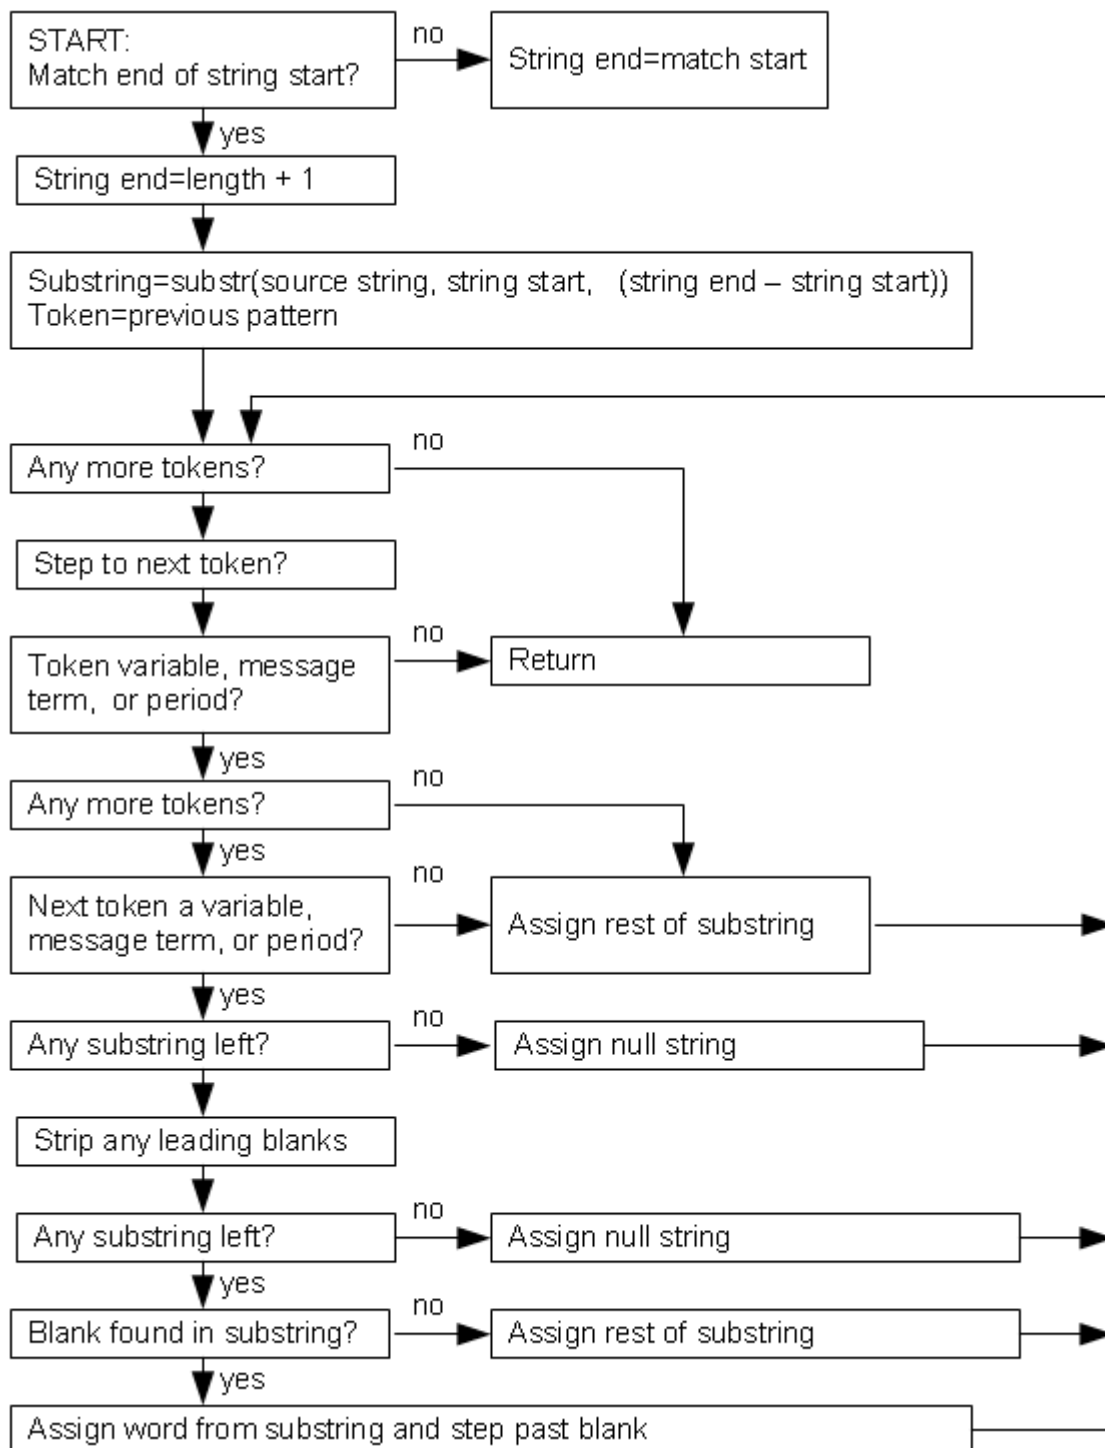 START:
Match end of string start?
no
String end=match start
yes
String end=length + 1
Substring=substr(source string, string start, (string end – string start))
Token=previous pattern
Any more tokens?
no
Step to next token?
Token variable, message
term, or period?
no
Return
yes
Any more tokens?
no
yes
Next token a variable,
message term, or period?
no
Assign rest of substring
yes
Any substring left?
no
Assign null string
Strip any leading blanks
Any substring left?
no
Assign null string
yes
Blank found in substring?
no
Assign rest of substring
yes
Assign word from substring and step past blank